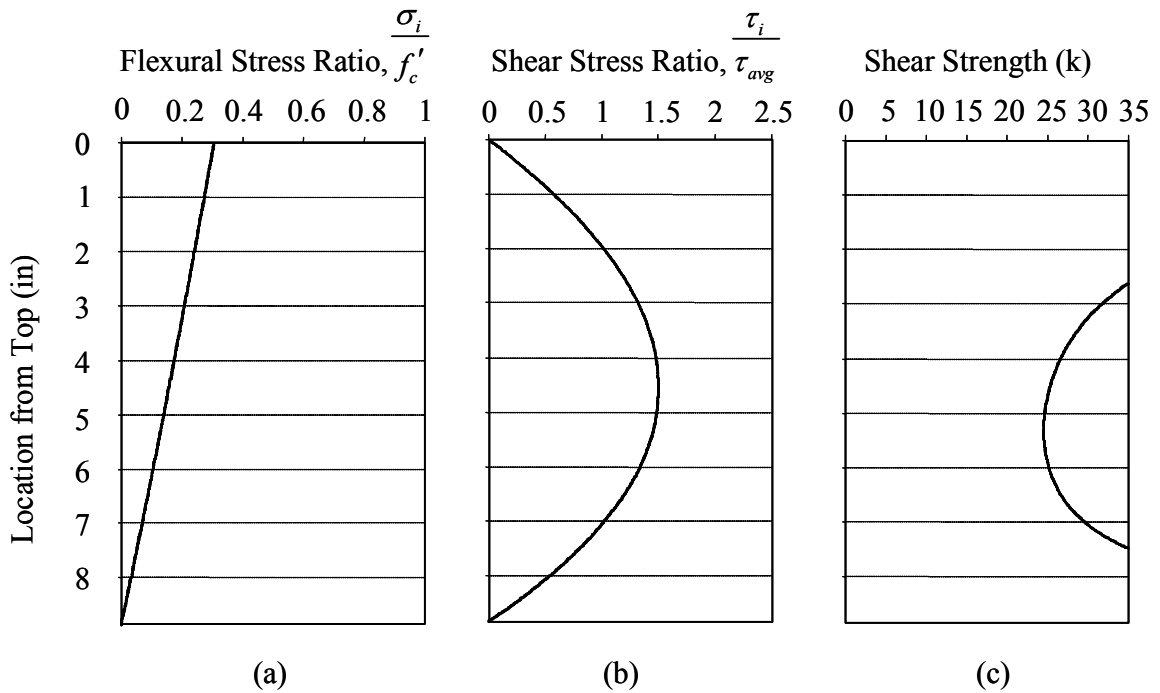 Flexural Stress Ratio, σᵢ / f′c
0 0.2 0.4 0.6 0.8 1
Location from Top (in)
0
1
2
3
4
5
6
7
8
(a)
Shear Stress Ratio, τᵢ / τavg
0 0.5 1 1.5 2 2.5
(b)
Shear Strength (k)
0 5 10 15 20 25 30 35
(c)